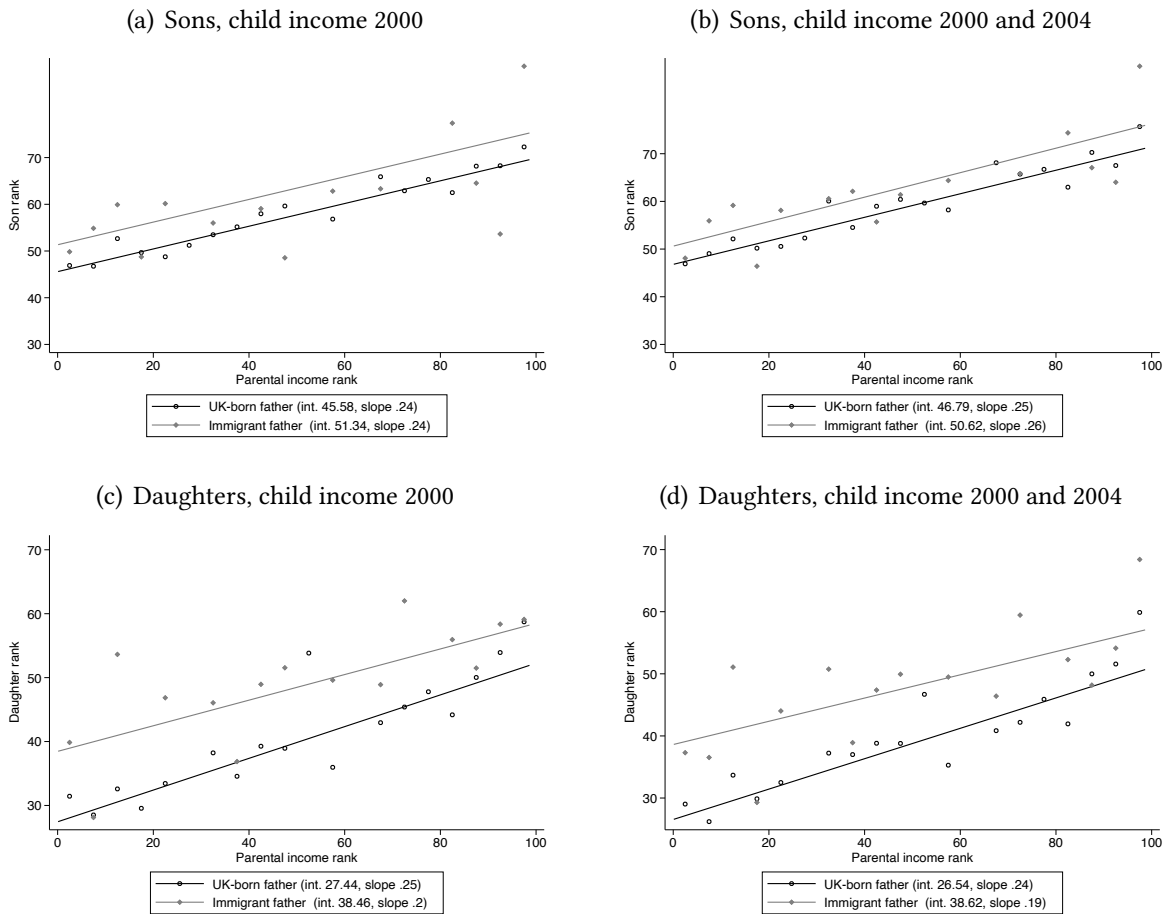 (a) Sons, child income 2000
Son rank
70
60
50
40
30
0 20 40 60 80 100
Parental income rank
UK-born father (int. 45.58, slope .24)
Immigrant father (int. 51.34, slope .24)
(b) Sons, child income 2000 and 2004
Son rank
70
60
50
40
30
0 20 40 60 80 100
Parental income rank
UK-born father (int. 46.79, slope .25)
Immigrant father (int. 50.62, slope .26)
(c) Daughters, child income 2000
Daughter rank
70
60
50
40
30
0 20 40 60 80 100
Parental income rank
UK-born father (int. 27.44, slope .25)
Immigrant father (int. 38.46, slope .2)
(d) Daughters, child income 2000 and 2004
Daughter rank
70
60
50
40
30
0 20 40 60 80 100
Parental income rank
UK-born father (int. 26.54, slope .24)
Immigrant father (int. 38.62, slope .19)